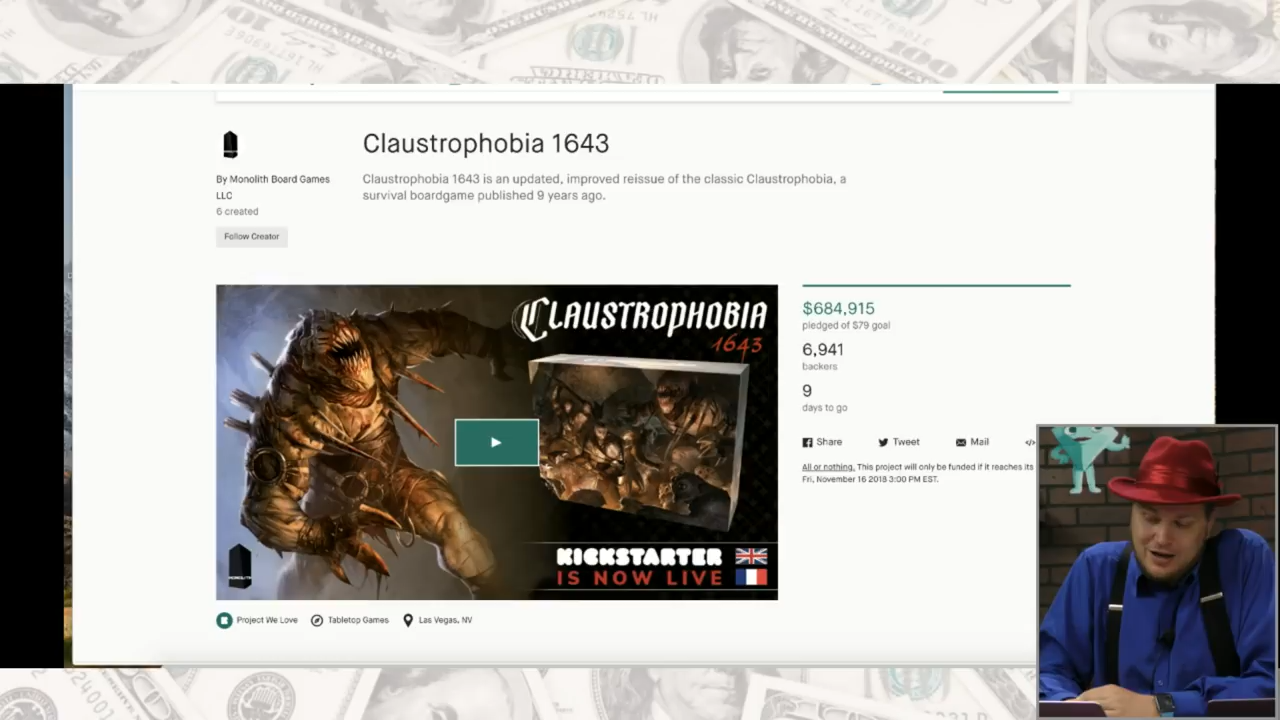 Claustrophobia 1643
By Monolith Board Games
LLC
6 created
Follow Creator
Claustrophobia 1643 is an updated, improved reissue of the classic Claustrophobia, a
survival boardgame published 9 years ago.
CLAUSTROPHOBIA
1643
KICKSTARTER
IS NOW LIVE
MONOLITH
$684,915
pledged of $79 goal
6,941
backers
9
days to go
Share
Tweet
Mail
</>
All or nothing. This project will only be funded if it reaches its
Fri, November 16 2018 3:00 PM EST.
Project We Love
Tabletop Games
Las Vegas, NV